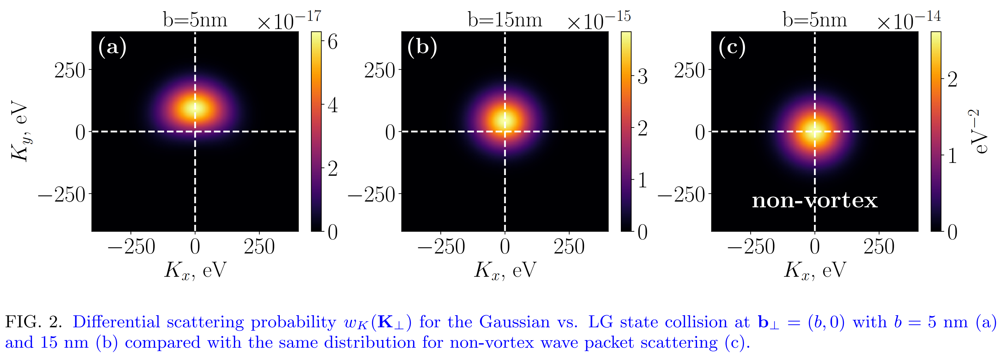 b=5nm ×10⁻¹⁷ b=15nm ×10⁻¹⁵ b=5nm ×10⁻¹⁴
(a) 6 (b) (c)
250 250 3 250 2
4
K_y, eV 0 0 2 0 eV⁻²
2 1 1
−250 −250 −250
non-vortex
0 0 0
−250 0 250 −250 0 250 −250 0 250
K_x, eV K_x, eV K_x, eV
FIG. 2. Differential scattering probability w_K(𝐊_⊥) for the Gaussian vs. LG state collision at 𝐛_⊥ = (b, 0) with b = 5 nm (a)
and 15 nm (b) compared with the same distribution for non-vortex wave packet scattering (c).